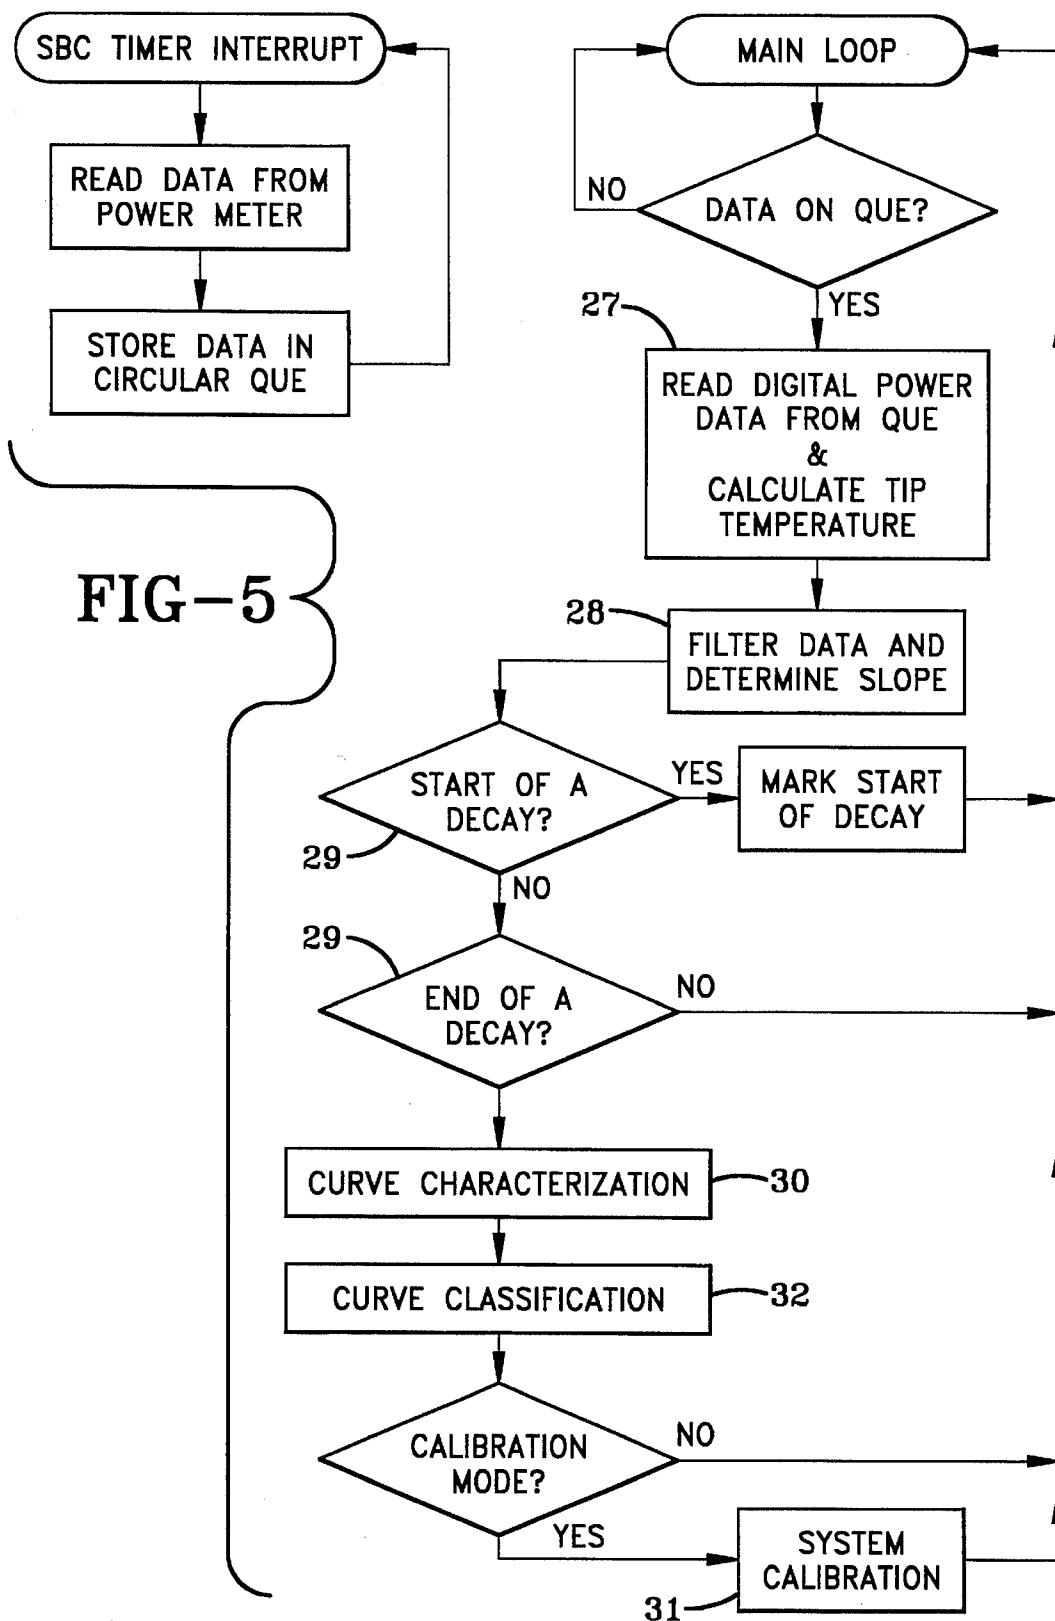 SBC TIMER INTERRUPT
READ DATA FROM
POWER METER
STORE DATA IN
CIRCULAR QUE
FIG-5
MAIN LOOP
NO
DATA ON QUE?
YES
27
READ DIGITAL POWER
DATA FROM QUE
&
CALCULATE TIP
TEMPERATURE
28
FILTER DATA AND
DETERMINE SLOPE
START OF A
DECAY?
29
YES
MARK START
OF DECAY
NO
29
END OF A
DECAY?
NO
CURVE CHARACTERIZATION
30
CURVE CLASSIFICATION
32
CALIBRATION
MODE?
NO
YES
SYSTEM
CALIBRATION
31